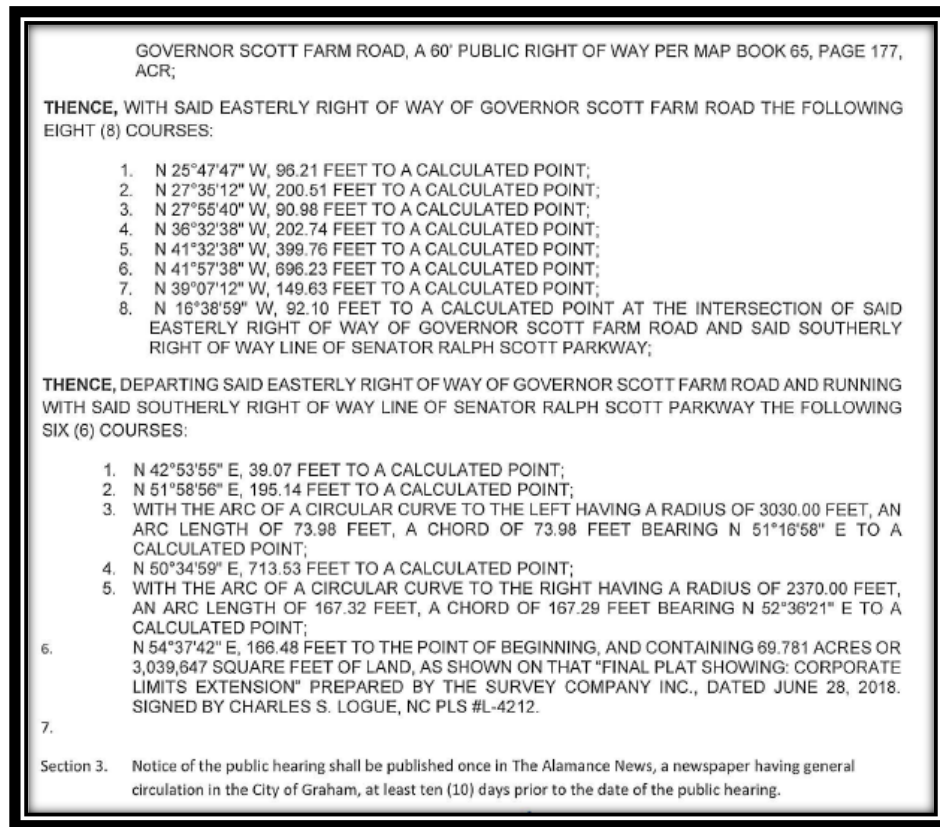 GOVERNOR SCOTT FARM ROAD, A 60' PUBLIC RIGHT OF WAY PER MAP BOOK 65, PAGE 177,
ACR;
THENCE, WITH SAID EASTERLY RIGHT OF WAY OF GOVERNOR SCOTT FARM ROAD THE FOLLOWING
EIGHT (8) COURSES:
1. N 25°47'47" W, 96.21 FEET TO A CALCULATED POINT;
2. N 27°35'12" W, 200.51 FEET TO A CALCULATED POINT;
3. N 27°55'40" W, 90.98 FEET TO A CALCULATED POINT;
4. N 36°32'38" W, 202.74 FEET TO A CALCULATED POINT;
5. N 41°32'38" W, 399.76 FEET TO A CALCULATED POINT;
6. N 41°57'38" W, 696.23 FEET TO A CALCULATED POINT;
7. N 39°07'12" W, 149.63 FEET TO A CALCULATED POINT;
8. N 16°38'59" W, 92.10 FEET TO A CALCULATED POINT AT THE INTERSECTION OF SAID
EASTERLY RIGHT OF WAY OF GOVERNOR SCOTT FARM ROAD AND SAID SOUTHERLY
RIGHT OF WAY LINE OF SENATOR RALPH SCOTT PARKWAY;
THENCE, DEPARTING SAID EASTERLY RIGHT OF WAY OF GOVERNOR SCOTT FARM ROAD AND RUNNING
WITH SAID SOUTHERLY RIGHT OF WAY LINE OF SENATOR RALPH SCOTT PARKWAY THE FOLLOWING
SIX (6) COURSES:
1. N 42°53'55" E, 39.07 FEET TO A CALCULATED POINT;
2. N 51°58'56" E, 195.14 FEET TO A CALCULATED POINT;
3. WITH THE ARC OF A CIRCULAR CURVE TO THE LEFT HAVING A RADIUS OF 3030.00 FEET, AN
ARC LENGTH OF 73.98 FEET, A CHORD OF 73.98 FEET BEARING N 51°16'58" E TO A
CALCULATED POINT;
4. N 50°34'59" E, 713.53 FEET TO A CALCULATED POINT;
5. WITH THE ARC OF A CIRCULAR CURVE TO THE RIGHT HAVING A RADIUS OF 2370.00 FEET,
AN ARC LENGTH OF 167.32 FEET, A CHORD OF 167.29 FEET BEARING N 52°36'21" E TO A
CALCULATED POINT;
6. N 54°37'42" E, 166.48 FEET TO THE POINT OF BEGINNING, AND CONTAINING 69.781 ACRES OR
3,039,647 SQUARE FEET OF LAND, AS SHOWN ON THAT "FINAL PLAT SHOWING: CORPORATE
LIMITS EXTENSION" PREPARED BY THE SURVEY COMPANY INC., DATED JUNE 28, 2018.
SIGNED BY CHARLES S. LOGUE, NC PLS #L-4212.
7.
Section 3. Notice of the public hearing shall be published once in The Alamance News, a newspaper having general
circulation in the City of Graham, at least ten (10) days prior to the date of the public hearing.